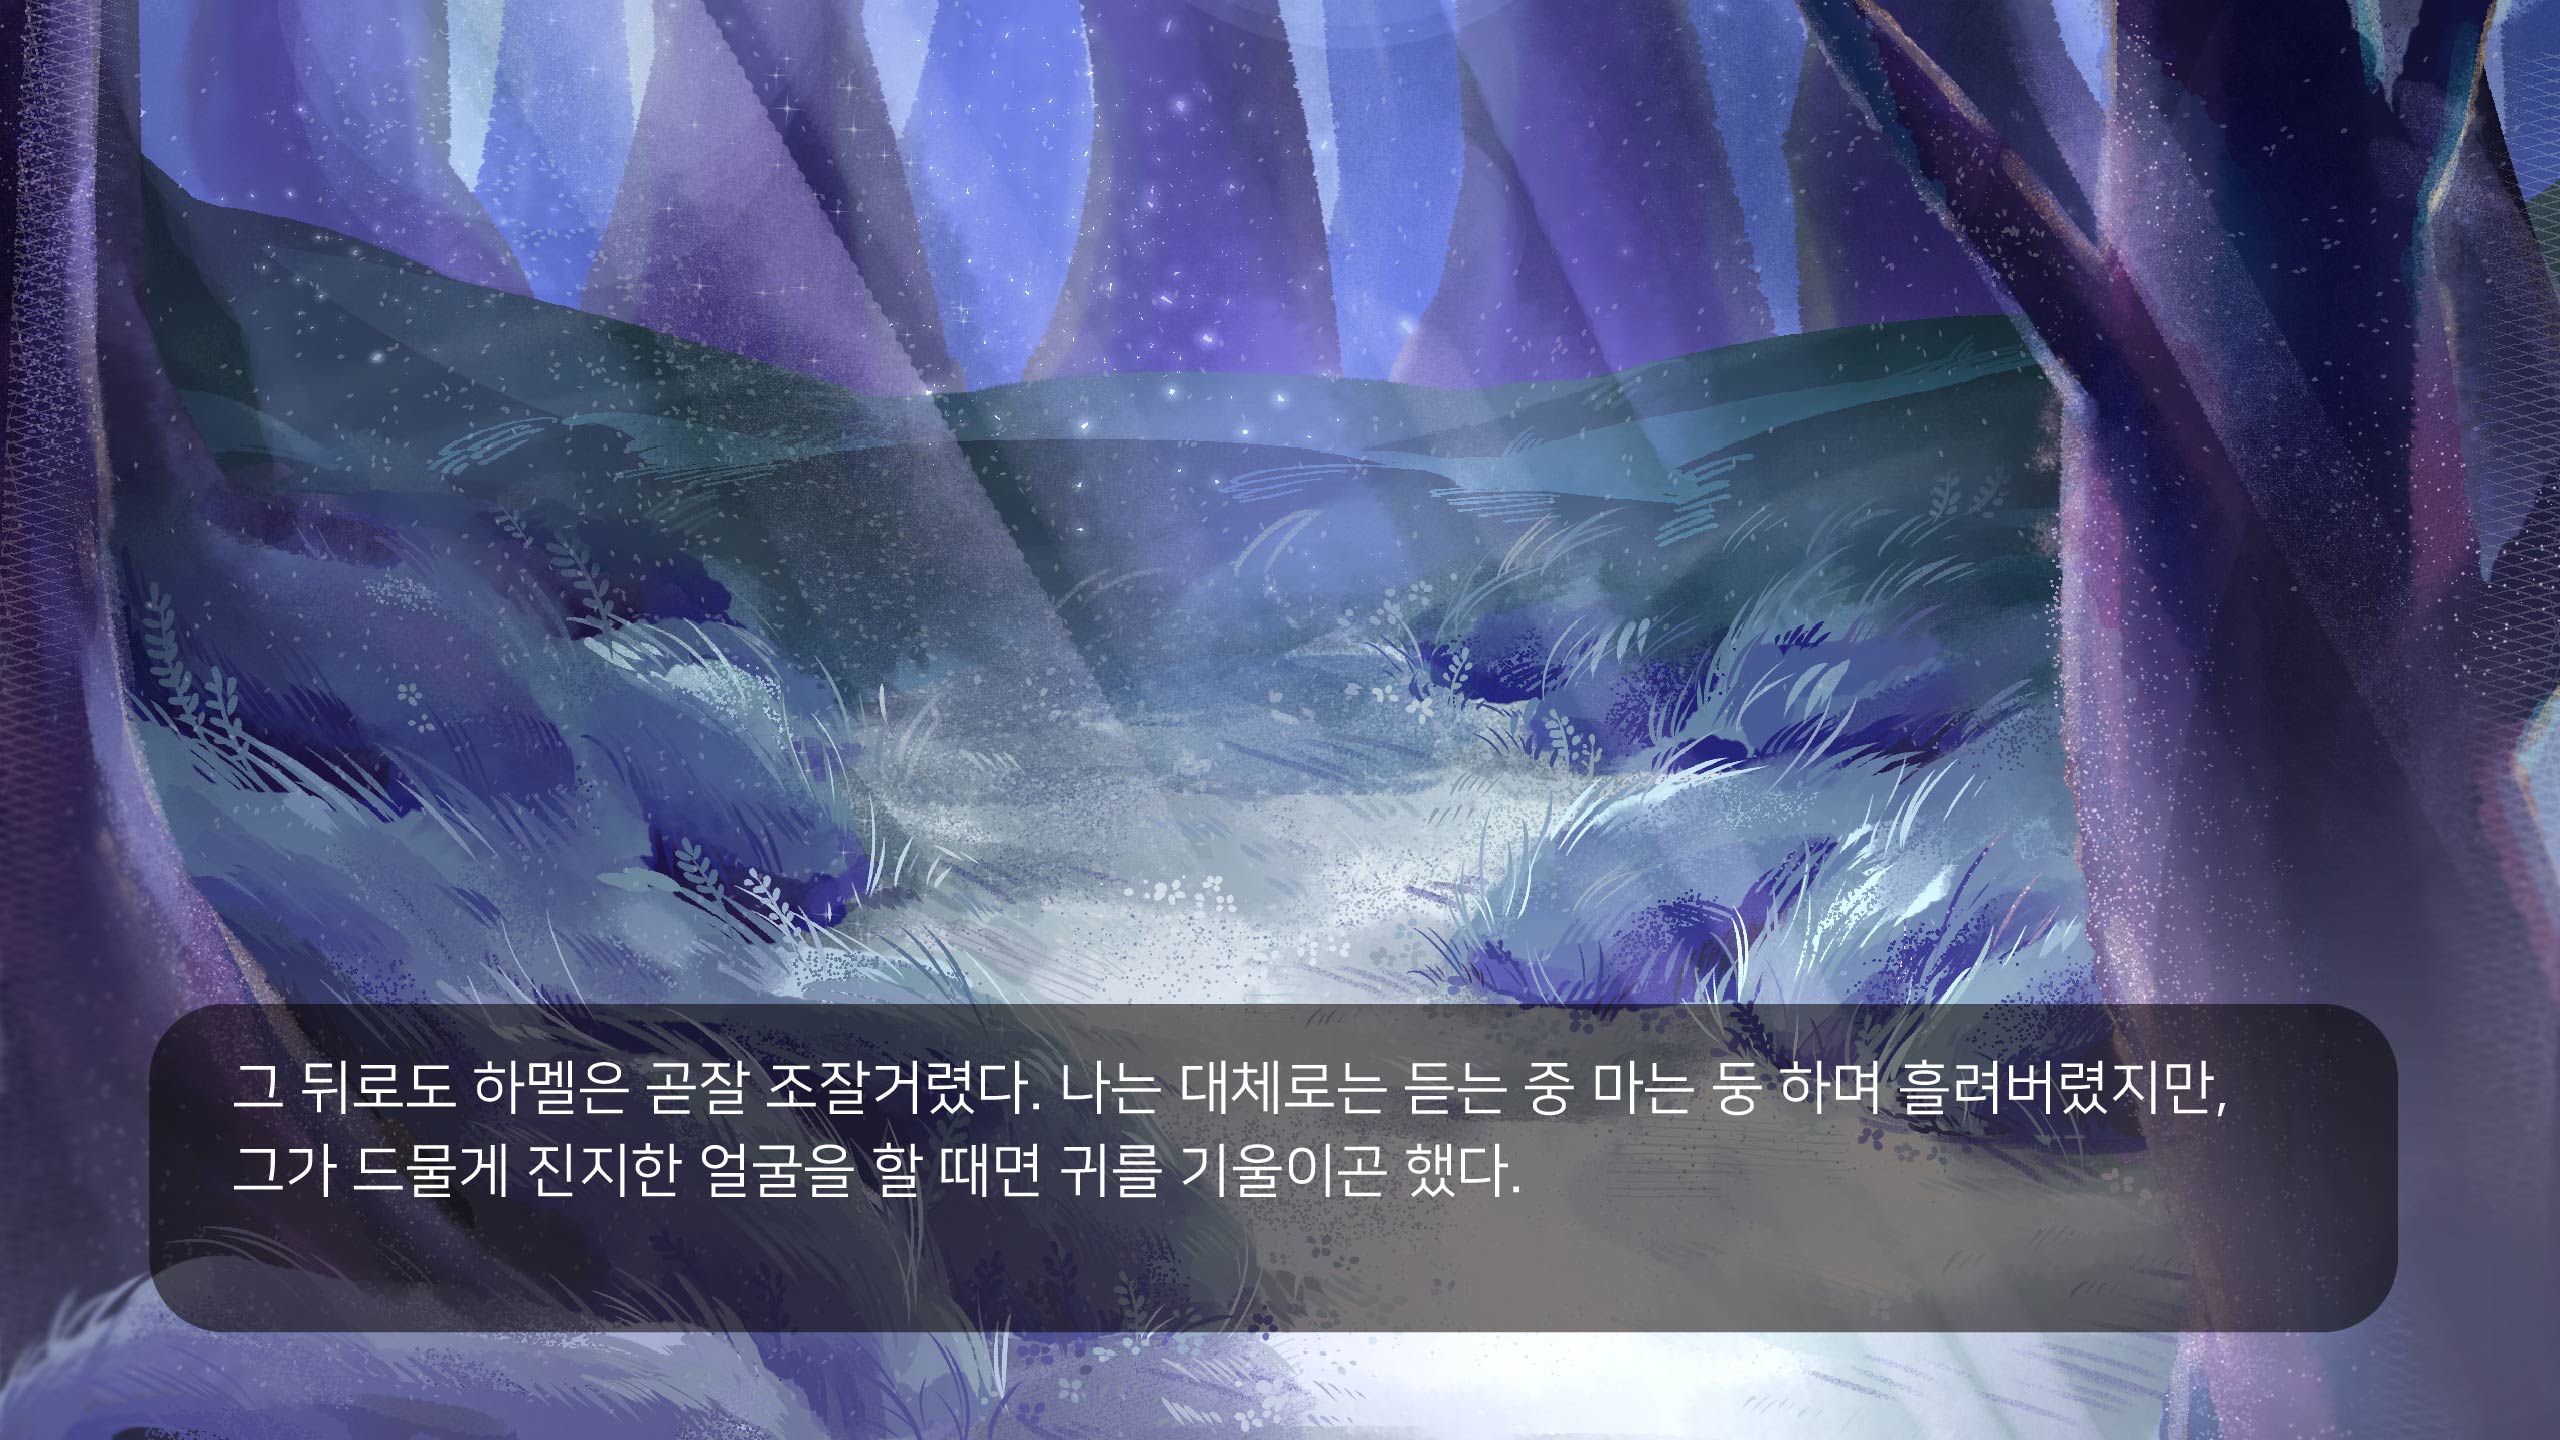 그 뒤로도 하멜은 곧잘 조잘거렸다. 나는 대체로는 듣는 중 마는 둥 하며 흘려버렸지만,
그가 드물게 진지한 얼굴을 할 때면 귀를 기울이곤 했다.